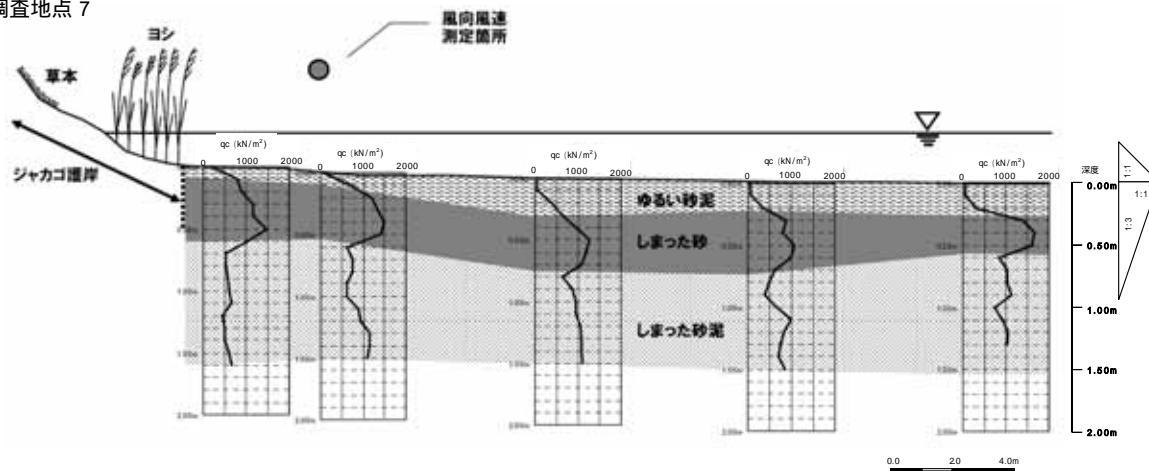 調査地点 7
風向風速
測定箇所
ヨシ
草本
ジャカゴ護岸
qc (kN/m²)
0 1000 2000
qc (kN/m²)
0 1000 2000
qc (kN/m²)
0 1000 2000
qc (kN/m²)
0 1000 2000
qc (kN/m²)
0 1000 2000
ゆるい砂泥
しまった砂
しまった砂泥
深度
0.00m
0.50m
1.00m
1.50m
2.00m
1:1
1:1
1:3
0.0 2.0 4.0m